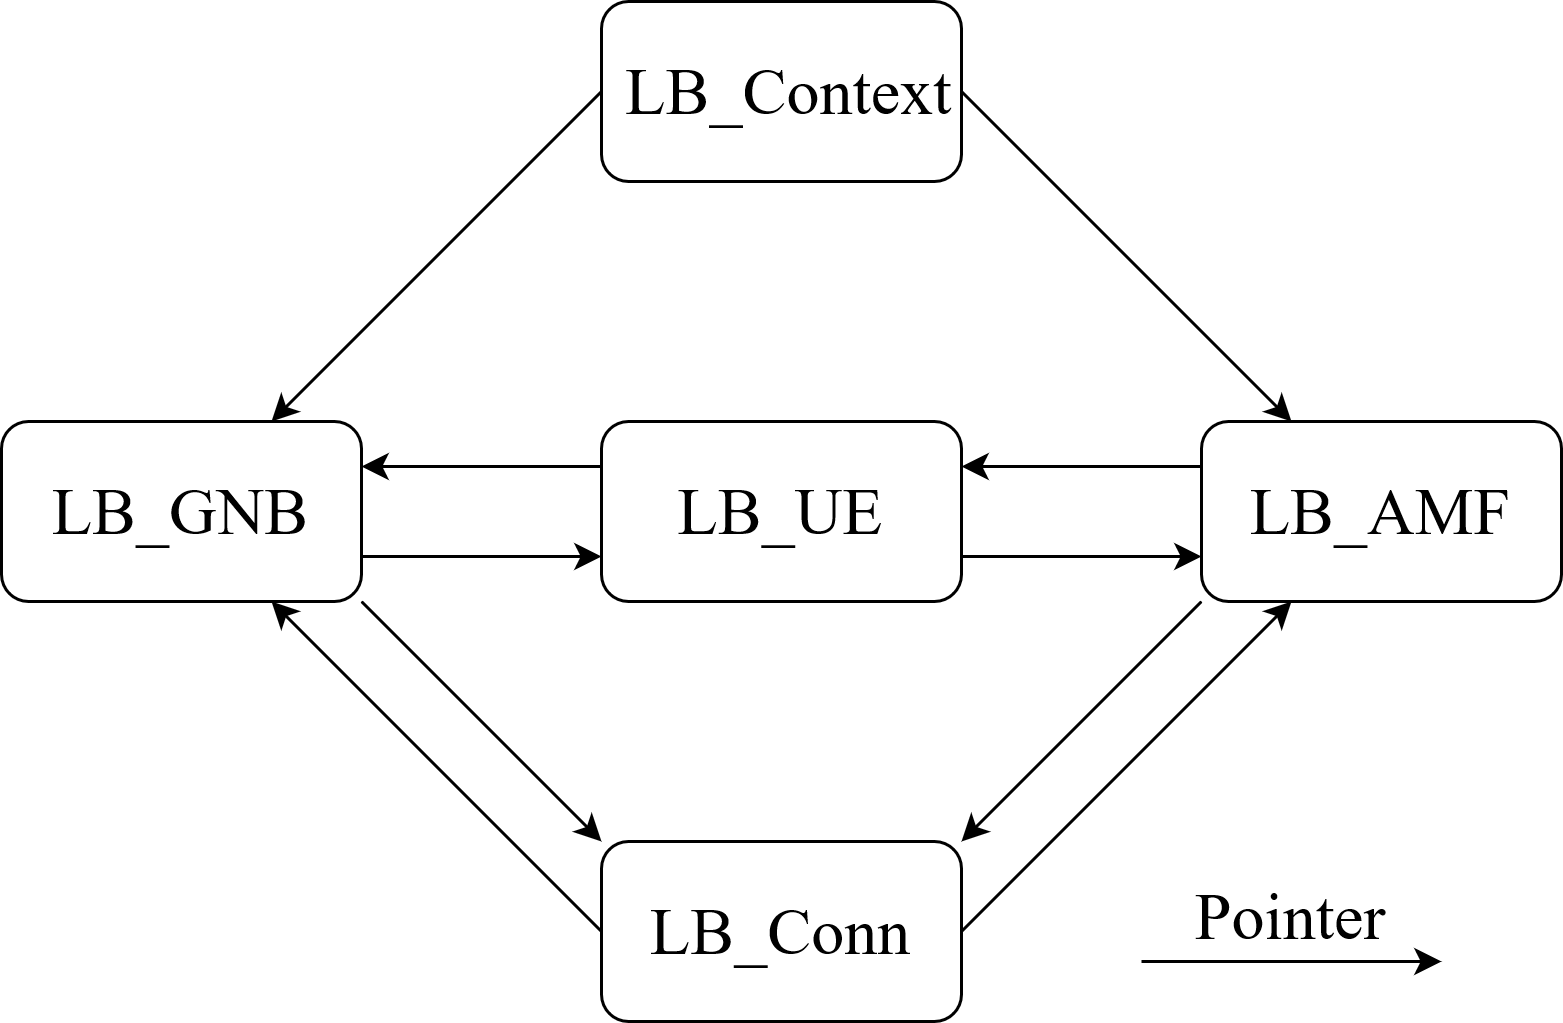 LB_Context
LB_GNB
LB_UE
LB_AMF
LB_Conn
Pointer